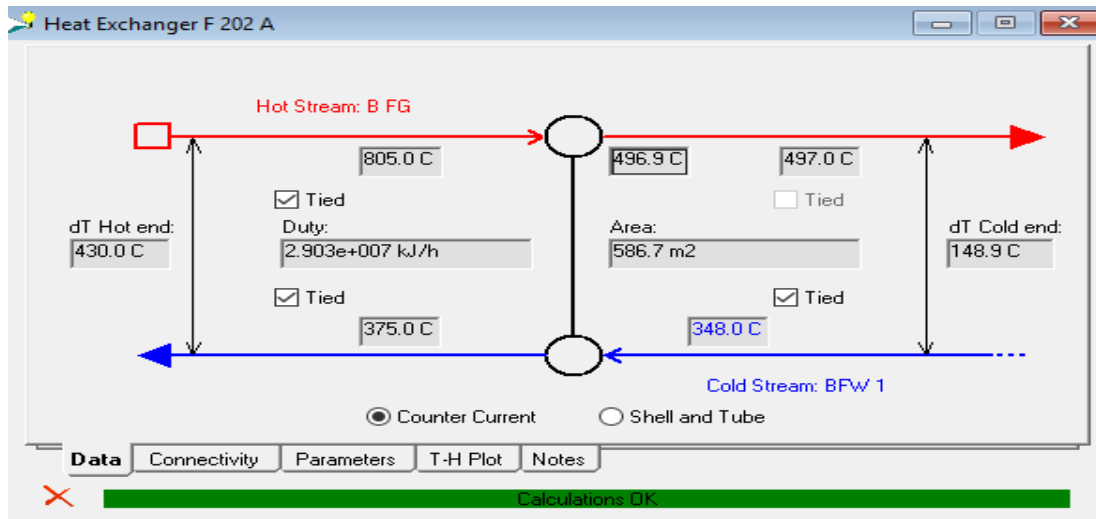 Heat Exchanger F 202 A
Hot Stream: B FG
805.0 C
496.9 C
497.0 C
Tied
Tied
dT Hot end:
Duty:
Area:
dT Cold end:
430.0 C
2.903e+007 kJ/h
586.7 m2
148.9 C
Tied
Tied
375.0 C
348.0 C
Cold Stream: BFW 1
Counter Current
Shell and Tube
Data
Connectivity
Parameters
T-H Plot
Notes
Calculations OK